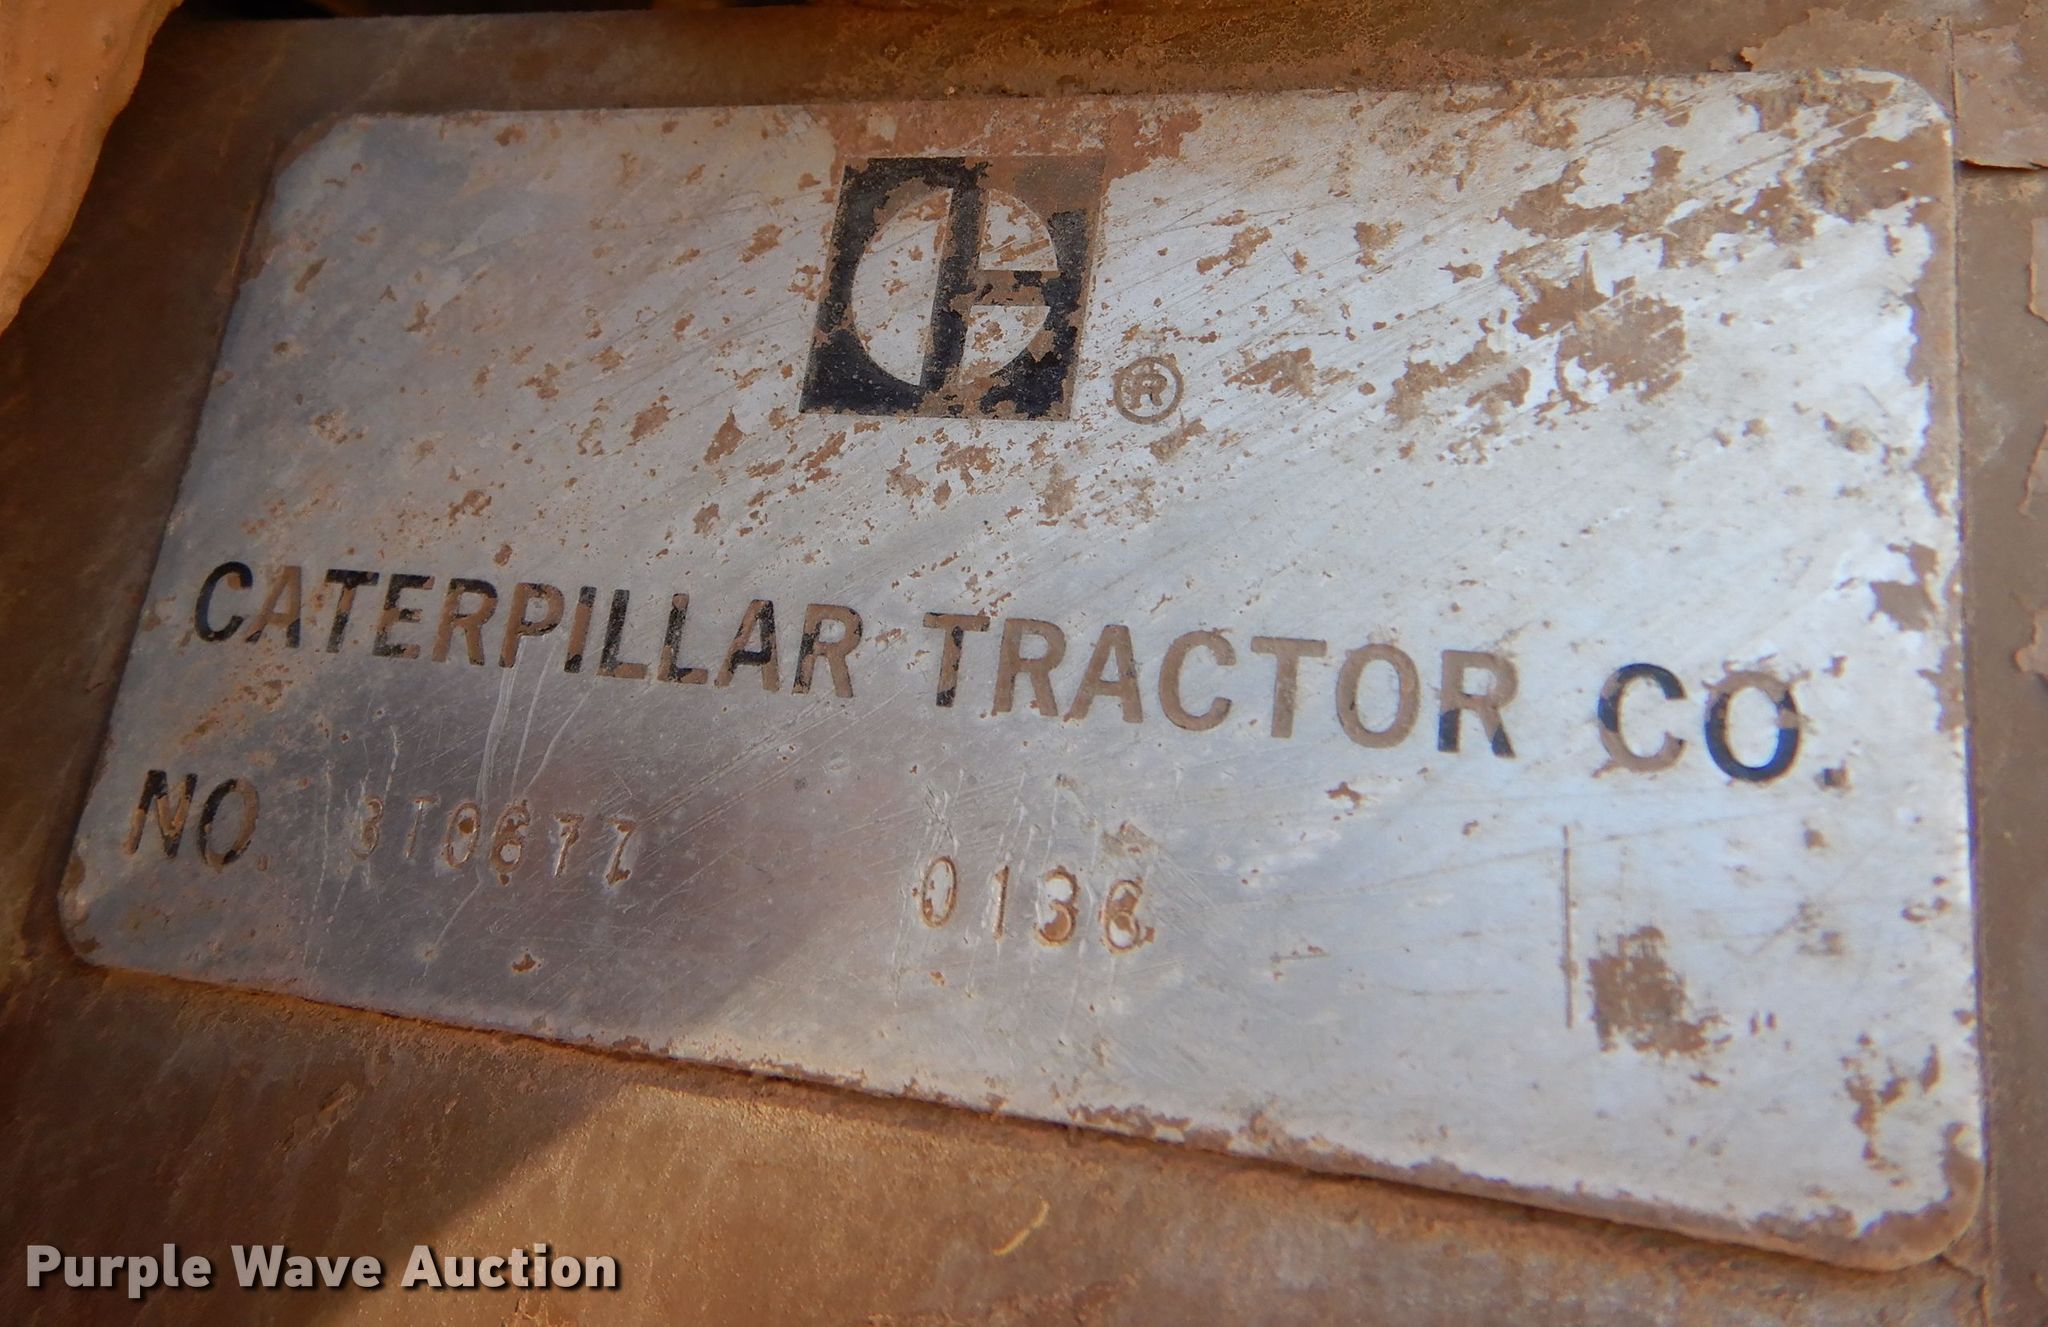 ®
CATERPILLAR TRACTOR CO.
NO. 3T0677 0136
Purple Wave Auction